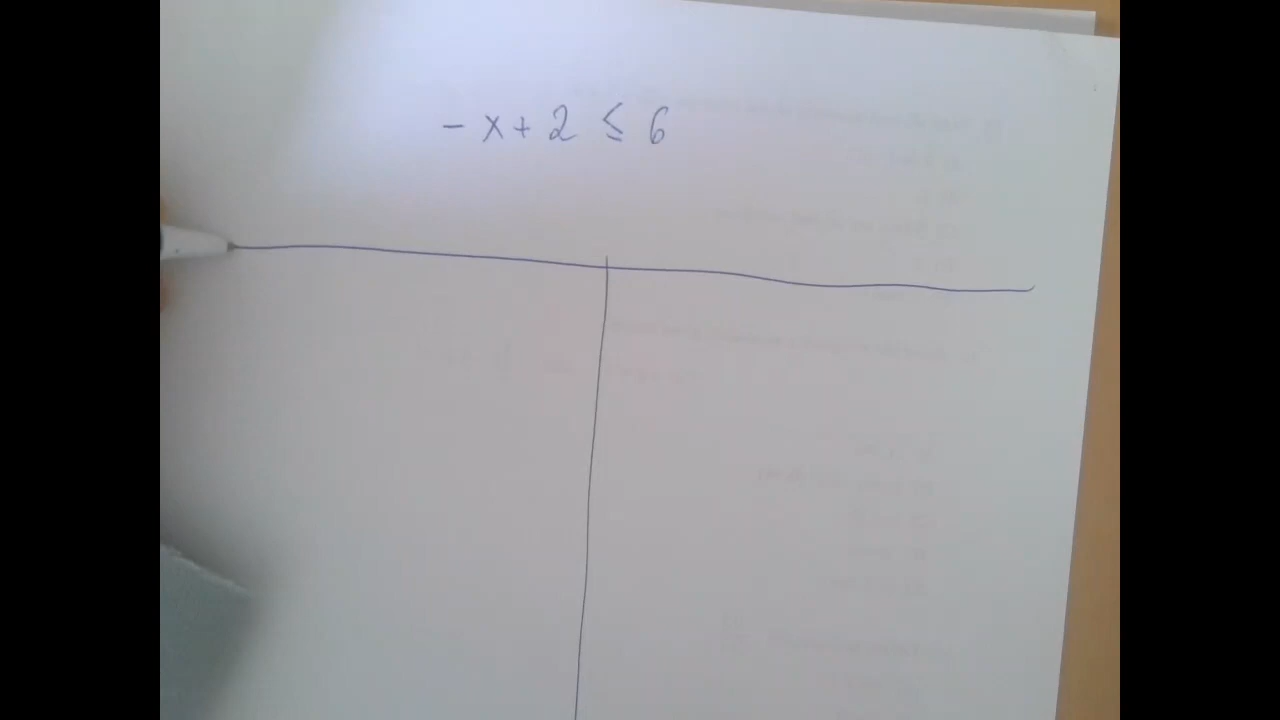 - x + 2 ≤ 6